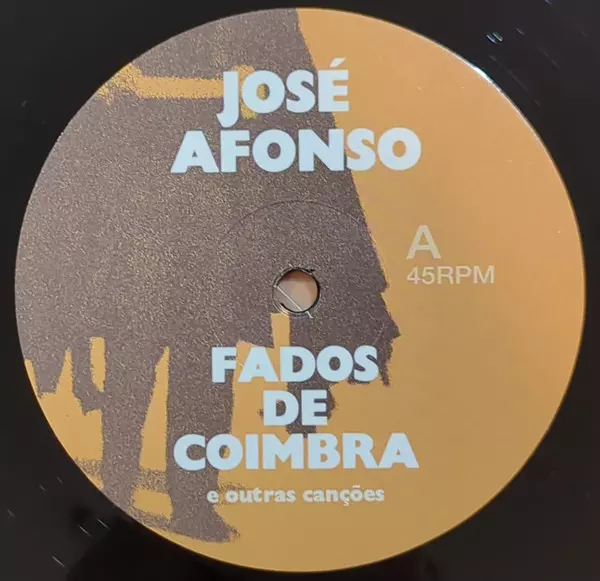 JOSÉ
AFONSO
A
45RPM
FADOS
DE
COIMBRA
e outras canções